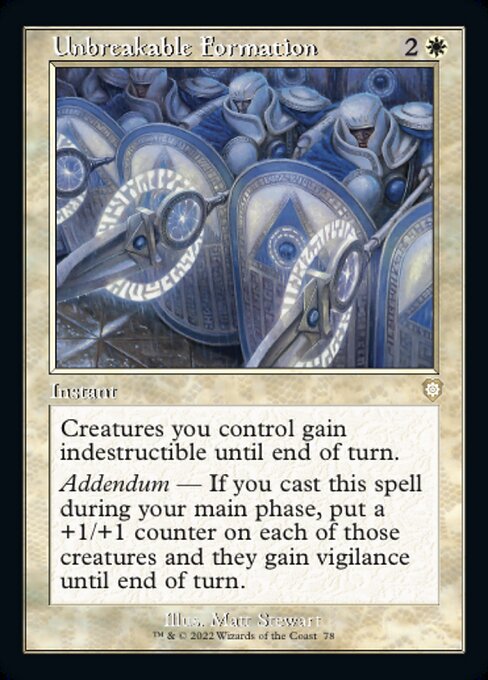 Unbreakable Formation 2
Instant
Creatures you control gain
indestructible until end of turn.
Addendum — If you cast this spell
during your main phase, put a
+1/+1 counter on each of those
creatures and they gain vigilance
until end of turn.
Illus. Matt Stewart
™ & © 2022 Wizards of the Coast 78